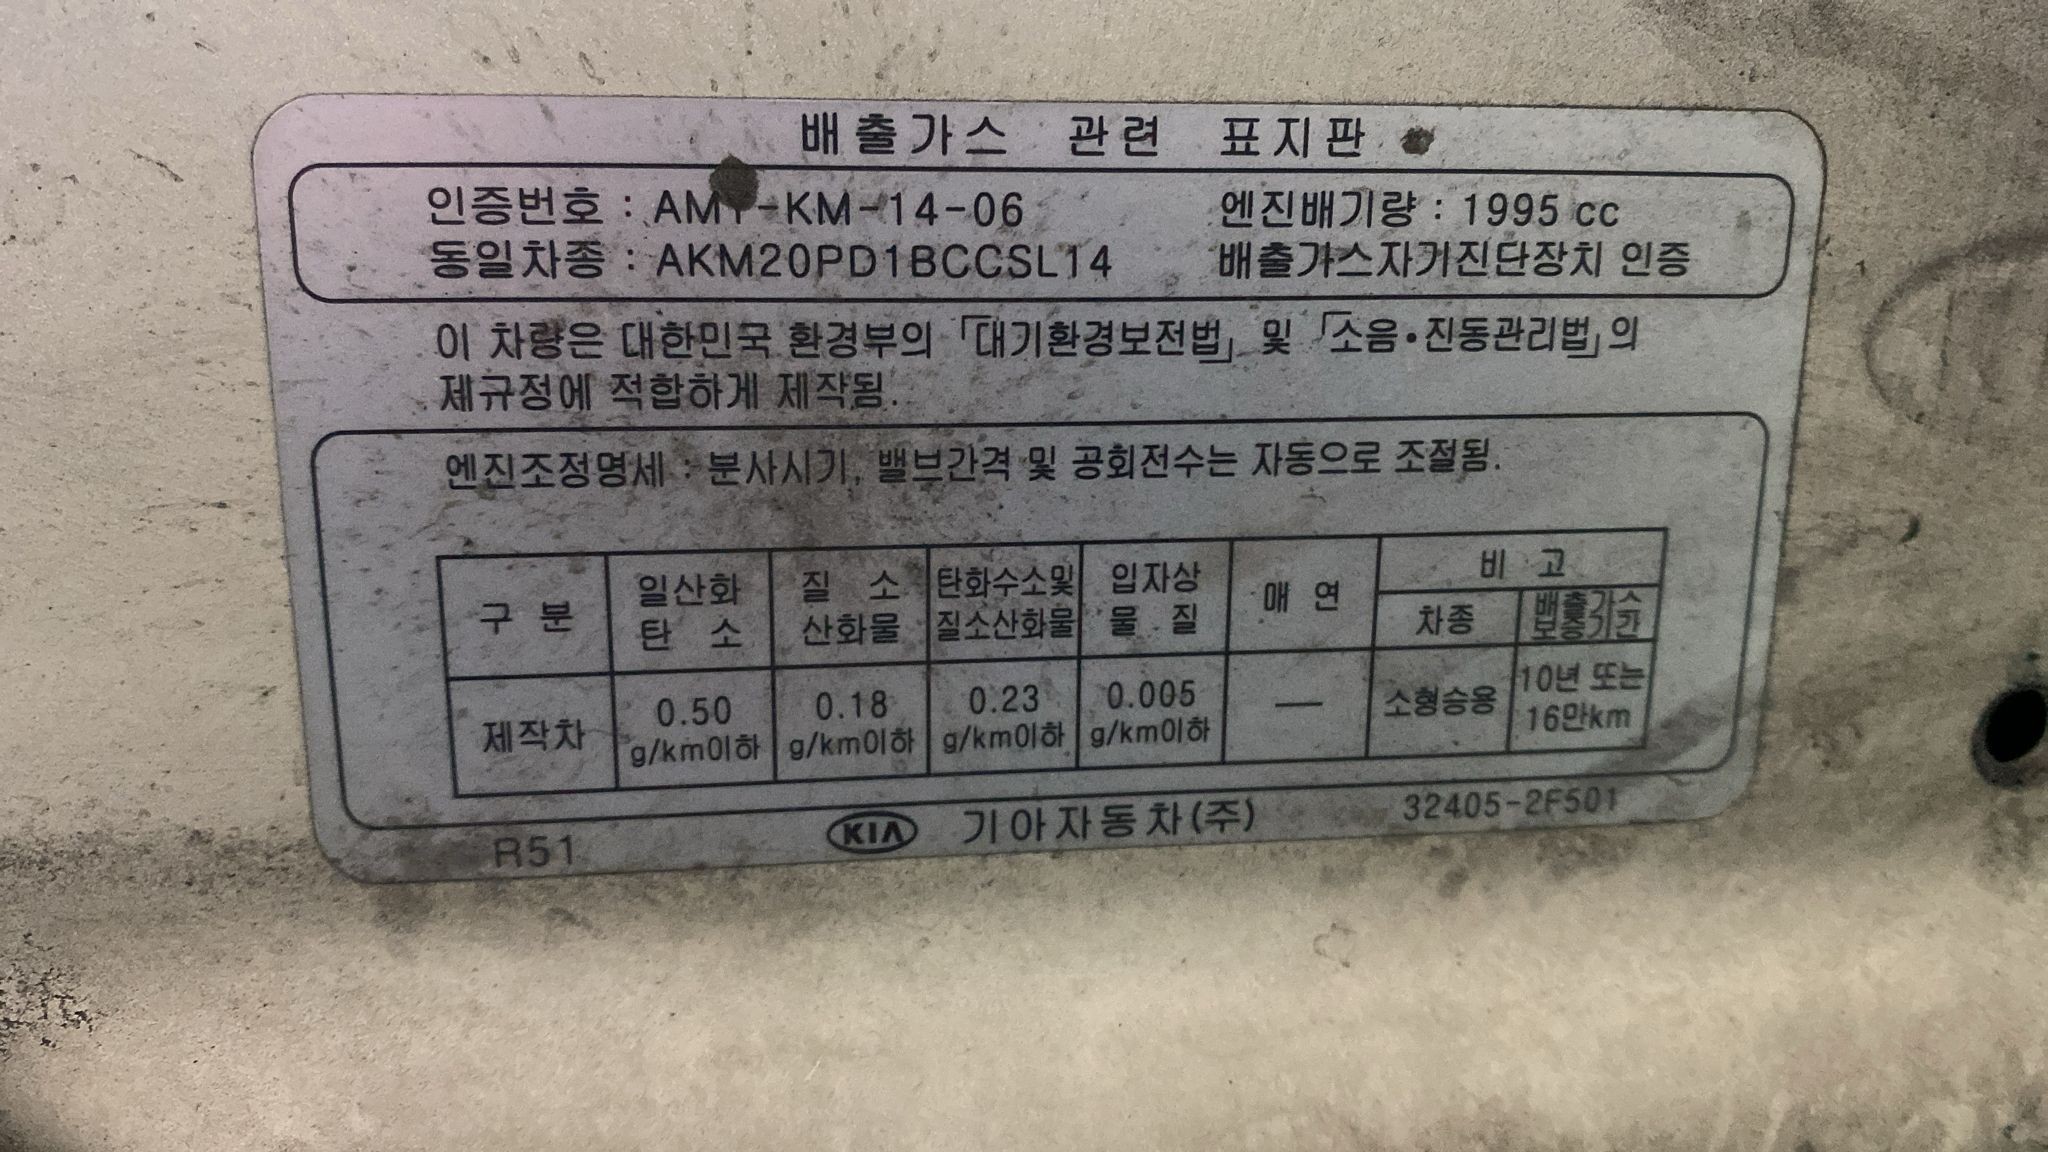 배출가스 관련 표지판
인증번호 : AMY-KM-14-06 엔진배기량 : 1995 cc
동일차종 : AKM20PD1BCCSL14 배출가스자기진단장치 인증
이 차량은 대한민국 환경부의 「대기환경보전법」 및 「소음·진동관리법」의
제규정에 적합하게 제작됨.
엔진조정명세 : 분사시기, 밸브간격 및 공회전수는 자동으로 조절됨.
구 분
일산화
탄 소
질 소
산화물
탄화수소및
질소산화물
입자상
물 질
매 연
비 고
차종
배출가스
보증기간
제작차
0.50
g/km이하
0.18
g/km이하
0.23
g/km이하
0.005
g/km이하
—
소형승용
10년 또는
16만km
R51 KIA 기아자동차(주) 32405-2F501